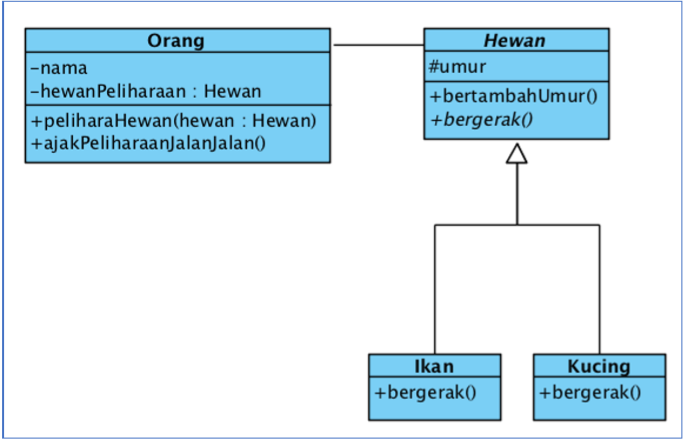 Orang
-nama
-hewanPeliharaan : Hewan
+peliharaHewan(hewan : Hewan)
+ajakPeliharaanJalanJalan()
Hewan
#umur
+bertambahUmur()
+bergerak()
Ikan
+bergerak()
Kucing
+bergerak()